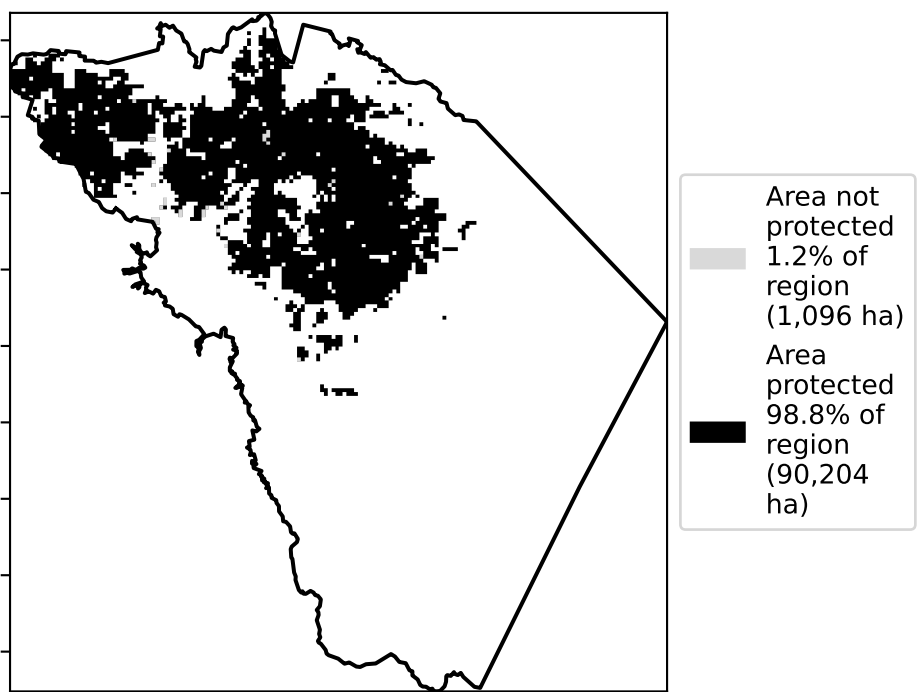 Area not
protected
1.2% of
region
(1,096 ha)
Area
protected
98.8% of
region
(90,204
ha)